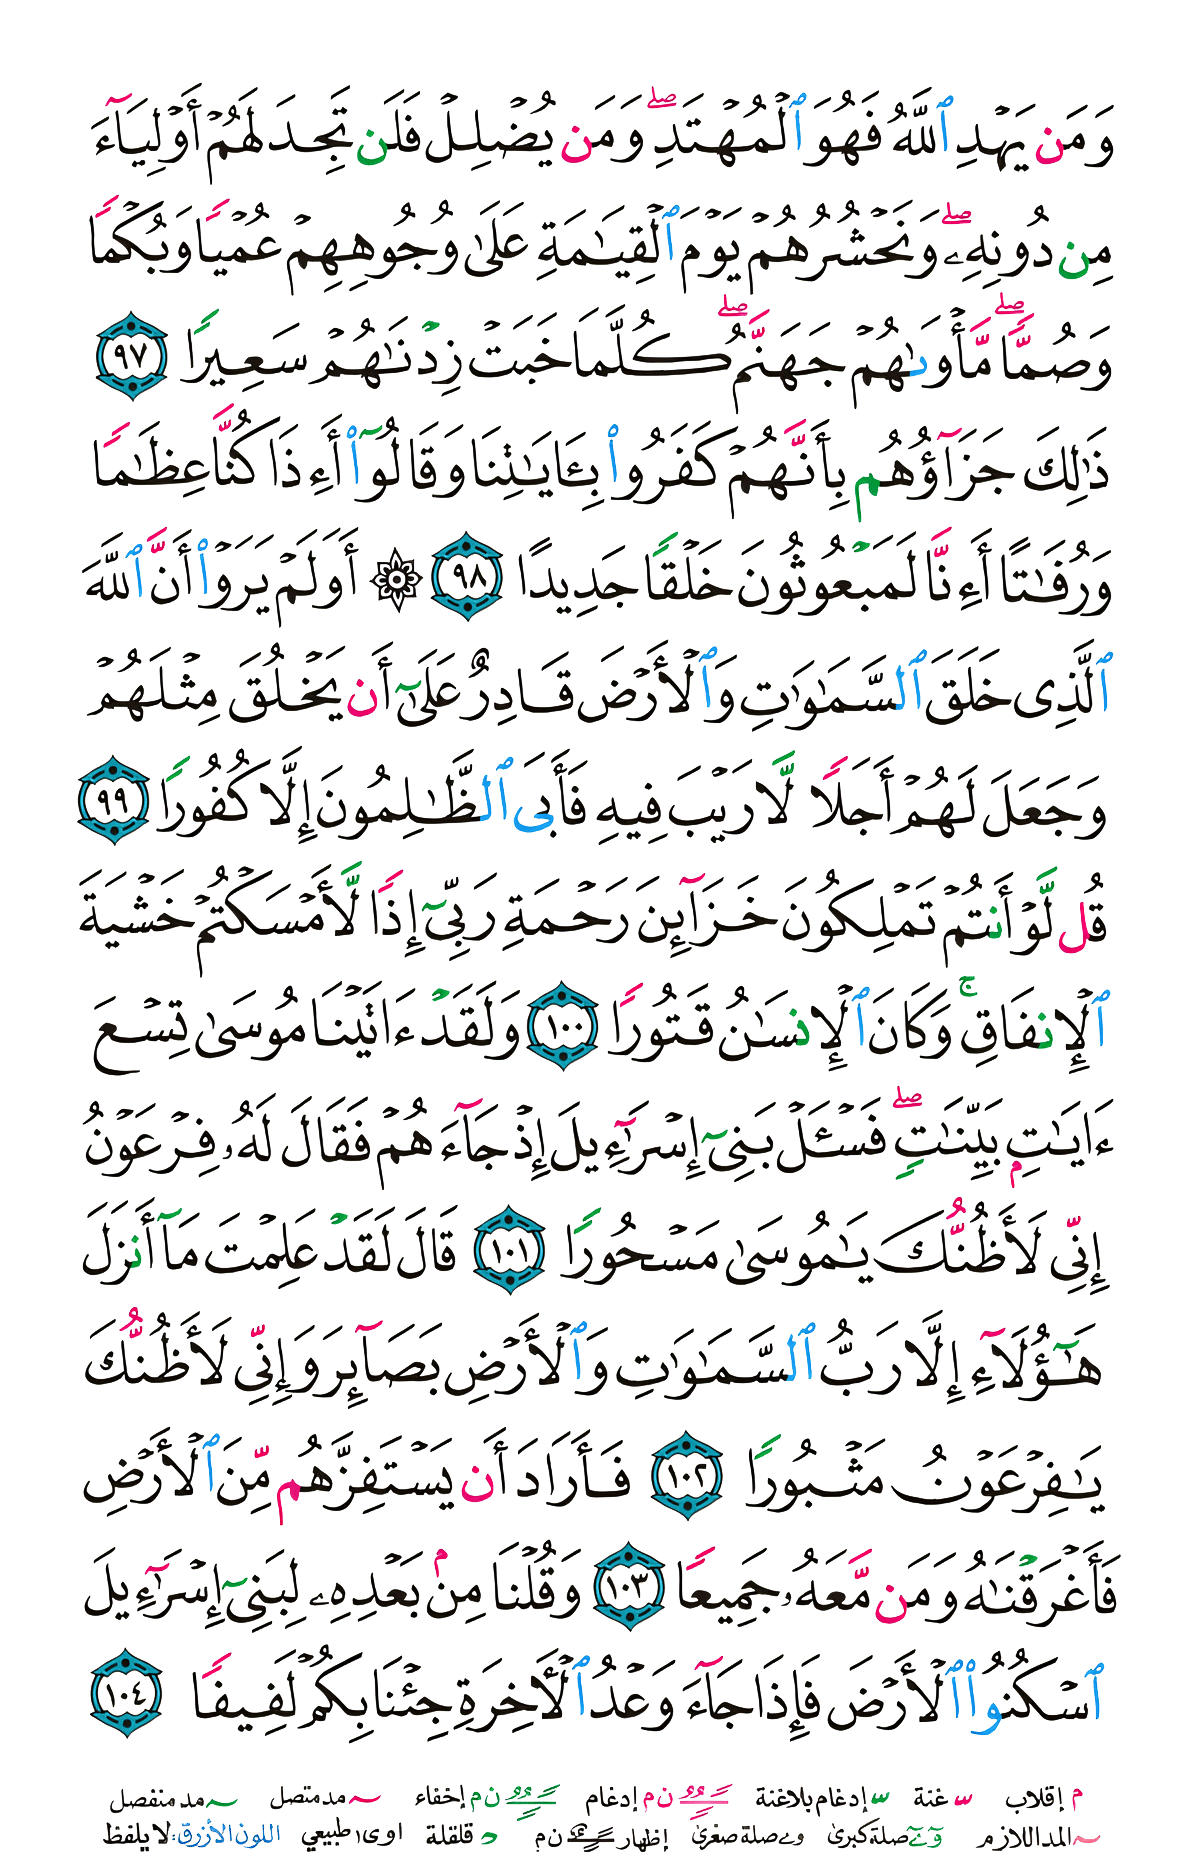 وَمَن يَهْدِ ٱللَّهُ فَهُوَ ٱلْمُهْتَدِ ۖ وَمَن يُضْلِلْ فَلَن تَجِدَ لَهُمْ أَوْلِيَآءَ
مِن دُونِهِۦ ۖ وَنَحْشُرُهُمْ يَوْمَ ٱلْقِيَـٰمَةِ عَلَىٰ وُجُوهِهِمْ عُمْيًا وَبُكْمًا
وَصُمًّا ۖ مَّأْوَىٰهُمْ جَهَنَّمُ ۖ كُلَّمَا خَبَتْ زِدْنَـٰهُمْ سَعِيرًا ٩٧
ذَٰلِكَ جَزَآؤُهُم بِأَنَّهُمْ كَفَرُوا۟ بِـَٔايَـٰتِنَا وَقَالُوٓا۟ أَءِذَا كُنَّا عِظَـٰمًا
وَرُفَـٰتًا أَءِنَّا لَمَبْعُوثُونَ خَلْقًا جَدِيدًا ٩٨ ۞ أَوَلَمْ يَرَوْا۟ أَنَّ ٱللَّهَ
ٱلَّذِى خَلَقَ ٱلسَّمَـٰوَٰتِ وَٱلْأَرْضَ قَادِرٌ عَلَىٰٓ أَن يَخْلُقَ مِثْلَهُمْ
وَجَعَلَ لَهُمْ أَجَلًا لَّا رَيْبَ فِيهِ فَأَبَى ٱلظَّـٰلِمُونَ إِلَّا كُفُورًا ٩٩
قُل لَّوْ أَنتُمْ تَمْلِكُونَ خَزَآئِنَ رَحْمَةِ رَبِّىٓ إِذًا لَّأَمْسَكْتُمْ خَشْيَةَ
ٱلْإِنفَاقِ ۚ وَكَانَ ٱلْإِنسَـٰنُ قَتُورًا ١٠٠ وَلَقَدْ ءَاتَيْنَا مُوسَىٰ تِسْعَ
ءَايَـٰتٍۭ بَيِّنَـٰتٍ ۖ فَسْـَٔلْ بَنِىٓ إِسْرَٰٓءِيلَ إِذْ جَآءَهُمْ فَقَالَ لَهُۥ فِرْعَوْنُ
إِنِّى لَأَظُنُّكَ يَـٰمُوسَىٰ مَسْحُورًا ١٠١ قَالَ لَقَدْ عَلِمْتَ مَآ أَنزَلَ
هَـٰٓؤُلَآءِ إِلَّا رَبُّ ٱلسَّمَـٰوَٰتِ وَٱلْأَرْضِ بَصَآئِرَ وَإِنِّى لَأَظُنُّكَ
يَـٰفِرْعَوْنُ مَثْبُورًا ١٠٢ فَأَرَادَ أَن يَسْتَفِزَّهُم مِّنَ ٱلْأَرْضِ
فَأَغْرَقْنَـٰهُ وَمَن مَّعَهُۥ جَمِيعًا ١٠٣ وَقُلْنَا مِنۢ بَعْدِهِۦ لِبَنِىٓ إِسْرَٰٓءِيلَ
ٱسْكُنُوا۟ ٱلْأَرْضَ فَإِذَا جَآءَ وَعْدُ ٱلْـَٔاخِرَةِ جِئْنَا بِكُمْ لَفِيفًا ١٠٤
م إقلاب غنة إدغام بلاغنة ن م إدغام ن م إخفاء مد متصل مد منفصل
المد اللازم و ے صلة كبرى و ے صلة صغرى إظهار ن م قلقلة ا و ى ١ طبيعي اللون الأزرق: لا يلفظ